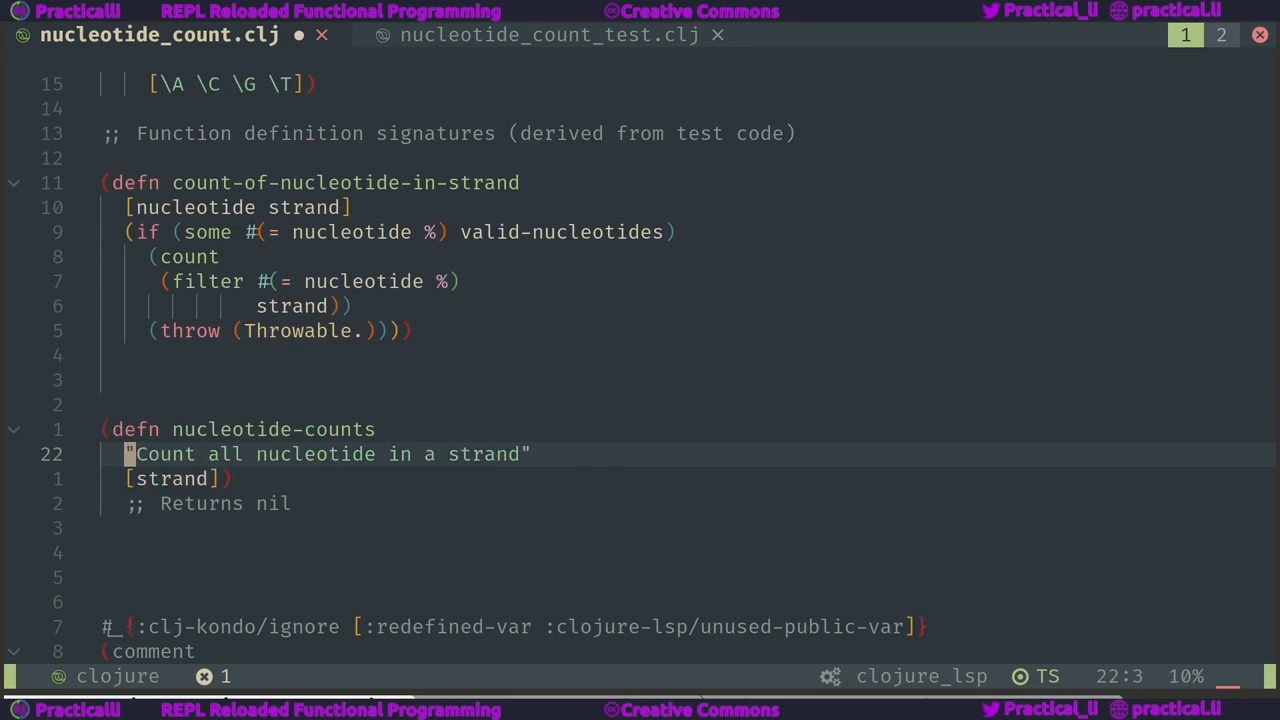 Practicalli REPL Reloaded Functional Programming Creative Commons Practical_li practical.li
nucleotide_count.clj nucleotide_count_test.clj 1 2
15 [\A \C \G \T])
14
13 ;; Function definition signatures (derived from test code)
12
11 (defn count-of-nucleotide-in-strand
10 [nucleotide strand]
9 (if (some #(= nucleotide %) valid-nucleotides)
8 (count
7 (filter #(= nucleotide %)
6 strand))
5 (throw (Throwable.))))
4
3
2
1 (defn nucleotide-counts
22 "Count all nucleotide in a strand"
1 [strand])
2 ;; Returns nil
3
4
5
6
7 #_{:clj-kondo/ignore [:redefined-var :clojure-lsp/unused-public-var]}
8 (comment
clojure 1 clojure_lsp TS 22:3 10%
Practicalli REPL Reloaded Functional Programming Creative Commons Practical_li practical.li